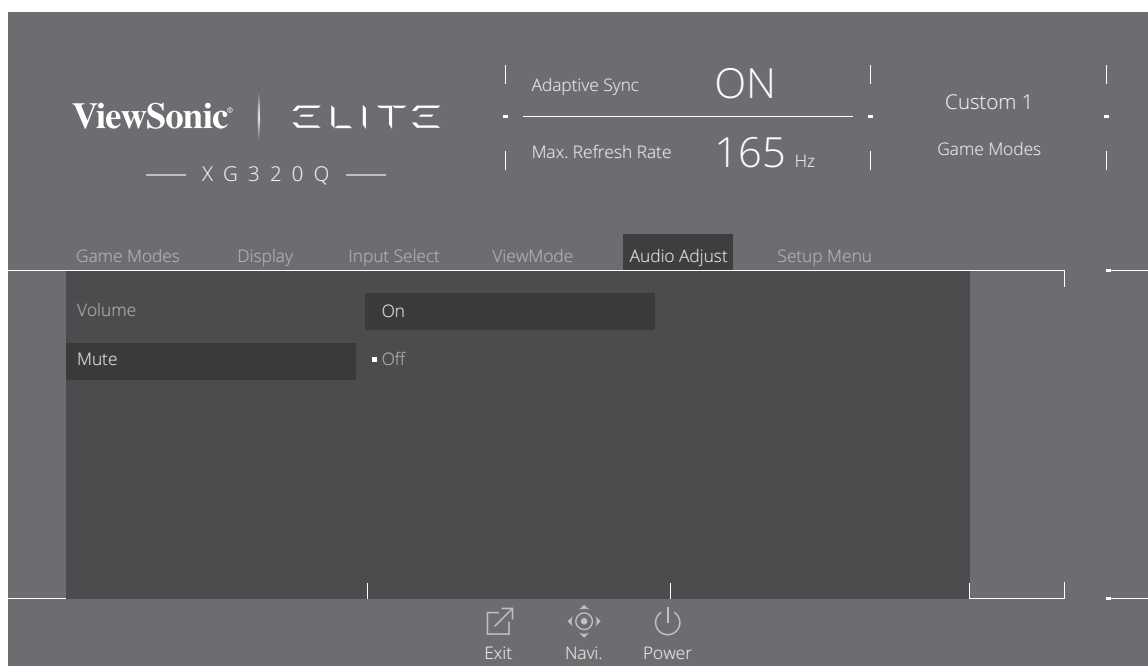 ViewSonic® ELITE
XG320Q
Adaptive Sync ON
Max. Refresh Rate 165 Hz
Custom 1
Game Modes
Game Modes Display Input Select ViewMode Audio Adjust Setup Menu
Volume On
Mute Off
Exit Navi. Power